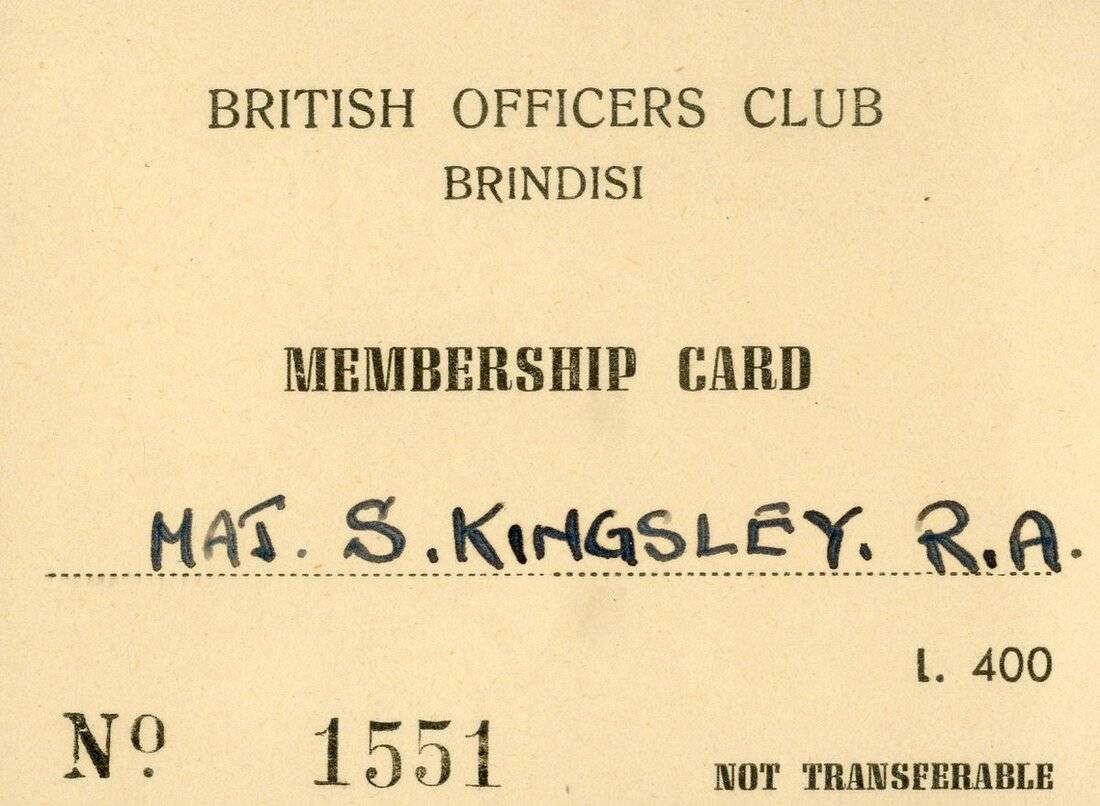 BRITISH OFFICERS CLUB
BRINDISI
MEMBERSHIP CARD
MAJ. S. KINGSLEY. R.A.
l. 400
Nº 1551
NOT TRANSFERABLE